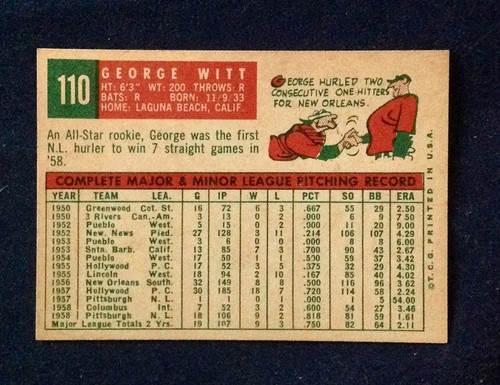 110
GEORGE WITT
HT: 6'3" WT: 200 THROWS: R
BATS: R BORN: 11/9/33
HOME: LAGUNA BEACH, CALIF.
An All-Star rookie, George was the first
N.L. hurler to win 7 straight games in
'58.
GEORGE HURLED TWO
CONSECUTIVE ONE-HITTERS
FOR NEW ORLEANS.
COMPLETE MAJOR & MINOR LEAGUE PITCHING RECORD
YEAR TEAM LEA. G IP W L PCT SO BB ERA
1950 Greenwood Cot. St. 16 72 6 3 .667 55 29 2.50
1950 3 Rivers Can.-Am. 3 13 0 2 .000 6 9 7.50
1952 Pueblo West. 5 15 0 2 .000 11 20 9.00
1952 New. News Pied. 27 128 3 11 .214 106 107 4.29
1953 Pueblo West. 3 6 0 0 .000 8 8 6.00
1953 Snta. Barb. Calif. 13 85 7 3 .700 90 43 2.67
1954 Pueblo West. 17 50 1 1 .500 59 37 3.42
1955 Hollywood P. C. 17 52 3 5 .375 32 29 4.30
1955 Lincoln West. 18 94 2 10 .167 85 40 4.02
1956 New Orleans South. 32 149 8 8 .500 116 96 3.62
1957 Hollywood P. C. 30 185 18 7 .720 114 58 2.24
1957 Pittsburgh N. L. 1 1 0 1 .000 1 5 54.00
1958 Columbus Int. 7 52 3 2 .600 54 27 3.46
1958 Pittsburgh N. L. 18 106 9 2 .818 81 59 1.61
Major League Totals 2 Yrs. 19 107 9 3 .750 82 64 2.11
©T.C.G. PRINTED IN U.S.A.